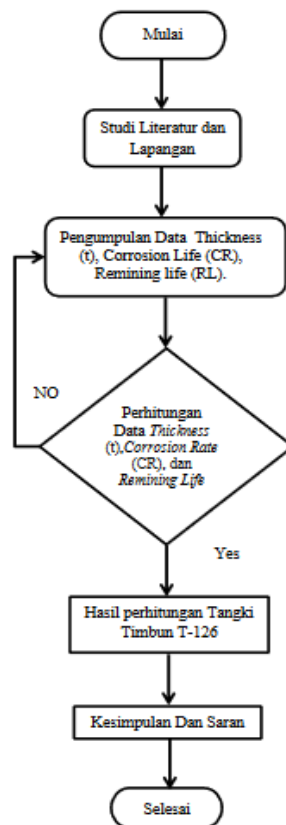 Mulai
Studi Literatur dan
Lapangan
Pengumpulan Data Thickness
(t), Corrosion Life (CR),
Remining life (RL).
NO
Perhitungan
Data Thickness
(t),Corrosion Rate
(CR), dan
Remining Life
Yes
Hasil perhitungan Tangki
Timbun T-126
Kesimpulan Dan Saran
Selesai